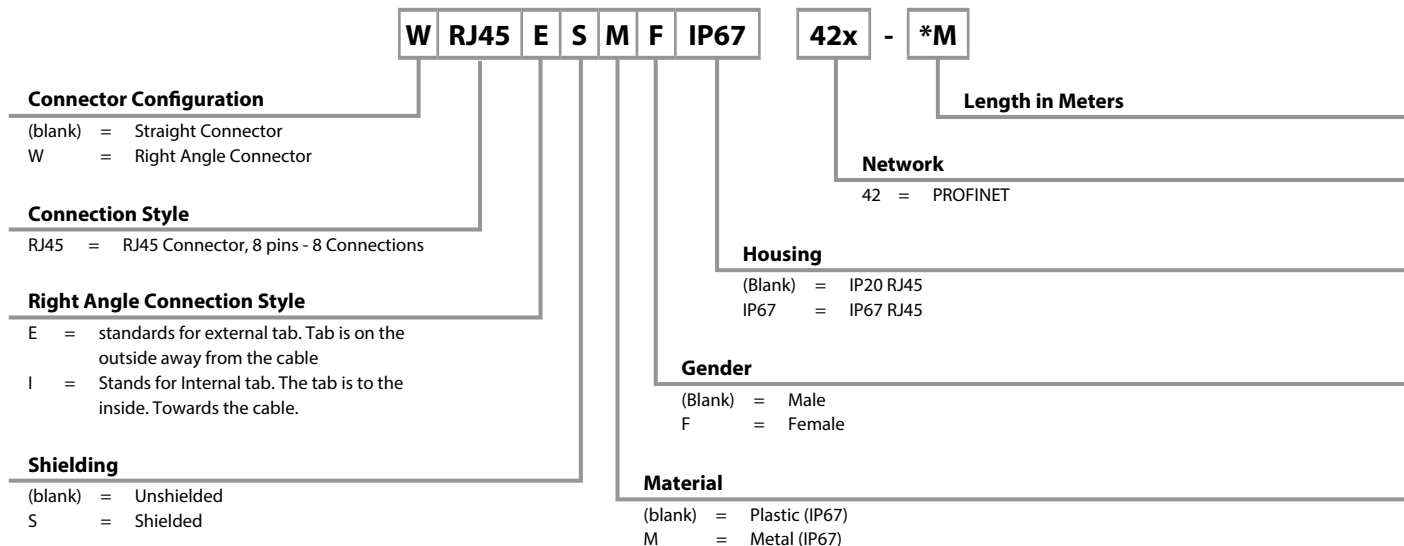 W RJ45 E S M F IP67 42x - *M
Connector Configuration
(blank) = Straight Connector
W = Right Angle Connector
Connection Style
RJ45 = RJ45 Connector, 8 pins - 8 Connections
Right Angle Connection Style
E = standards for external tab. Tab is on the
outside away from the cable
I = Stands for Internal tab. The tab is to the
inside. Towards the cable.
Shielding
(blank) = Unshielded
S = Shielded
Length in Meters
Network
42 = PROFINET
Housing
(Blank) = IP20 RJ45
IP67 = IP67 RJ45
Gender
(Blank) = Male
F = Female
Material
(blank) = Plastic (IP67)
M = Metal (IP67)